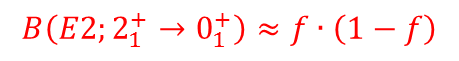 B(E2; 2₁⁺ → 0₁⁺) ≈ f · (1 − f)